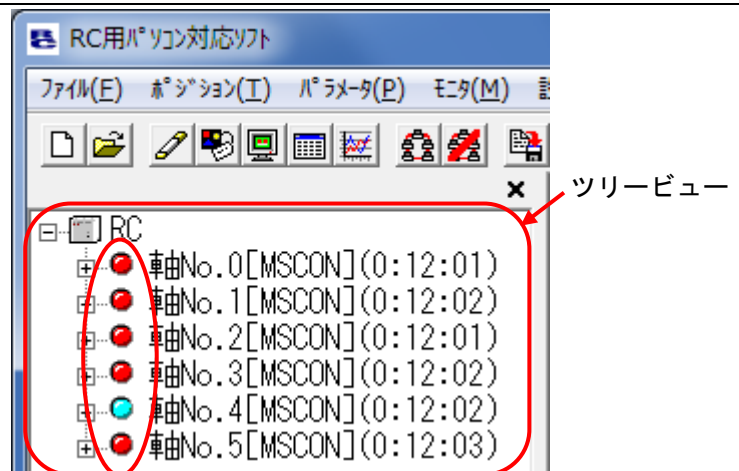 RC用ﾊﾟｿｺﾝ対応ｿﾌﾄ
ﾌｧｲﾙ(F) ﾎﾟｼﾞｼｮﾝ(T) ﾊﾟﾗﾒｰﾀ(P) ﾓﾆﾀ(M)
ツリービュー
RC
軸No.0[MSCON](0:12:01)
軸No.1[MSCON](0:12:02)
軸No.2[MSCON](0:12:01)
軸No.3[MSCON](0:12:02)
軸No.4[MSCON](0:12:02)
軸No.5[MSCON](0:12:03)